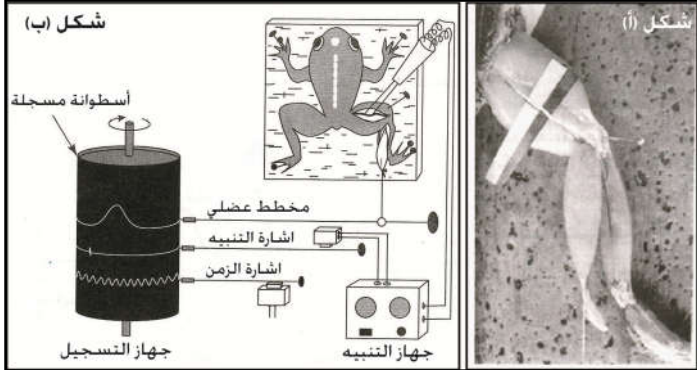 شكل (أ)
شكل (ب)
أسطوانة مسجلة
مخطط عضلي
اشارة التنبيه
اشارة الزمن
جهاز التسجيل
جهاز التنبيه